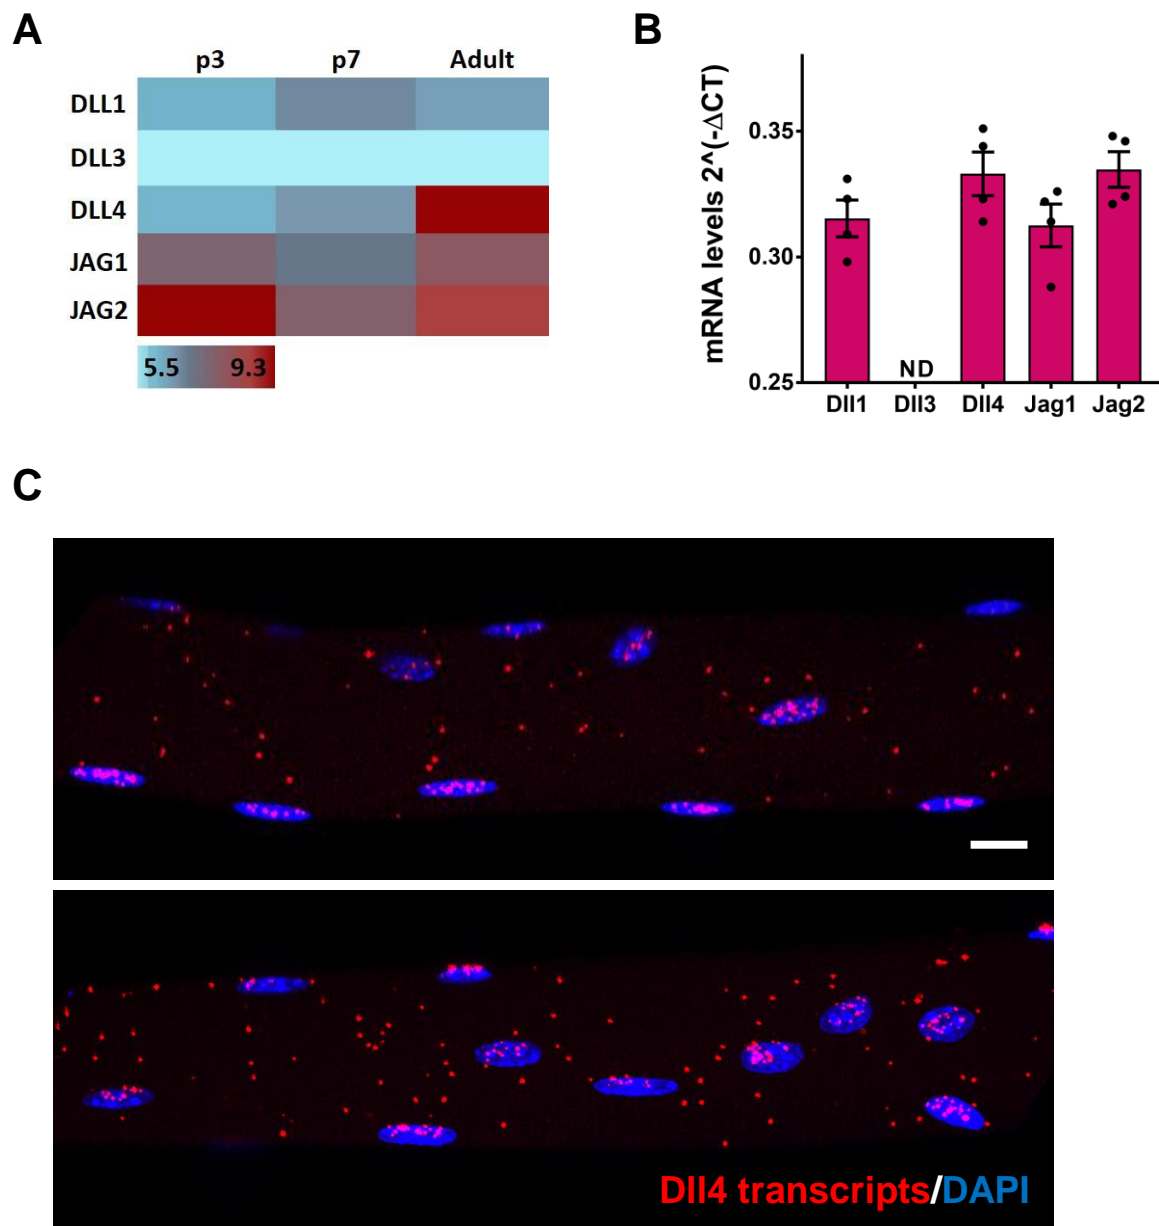 A
p3 p7 Adult
DLL1
DLL3
DLL4
JAG1
JAG2
5.5 9.3
B
mRNA levels 2^(-ΔCT)
0.35
0.30
0.25
ND
Dll1 Dll3 Dll4 Jag1 Jag2
C
Dll4 transcripts/DAPI